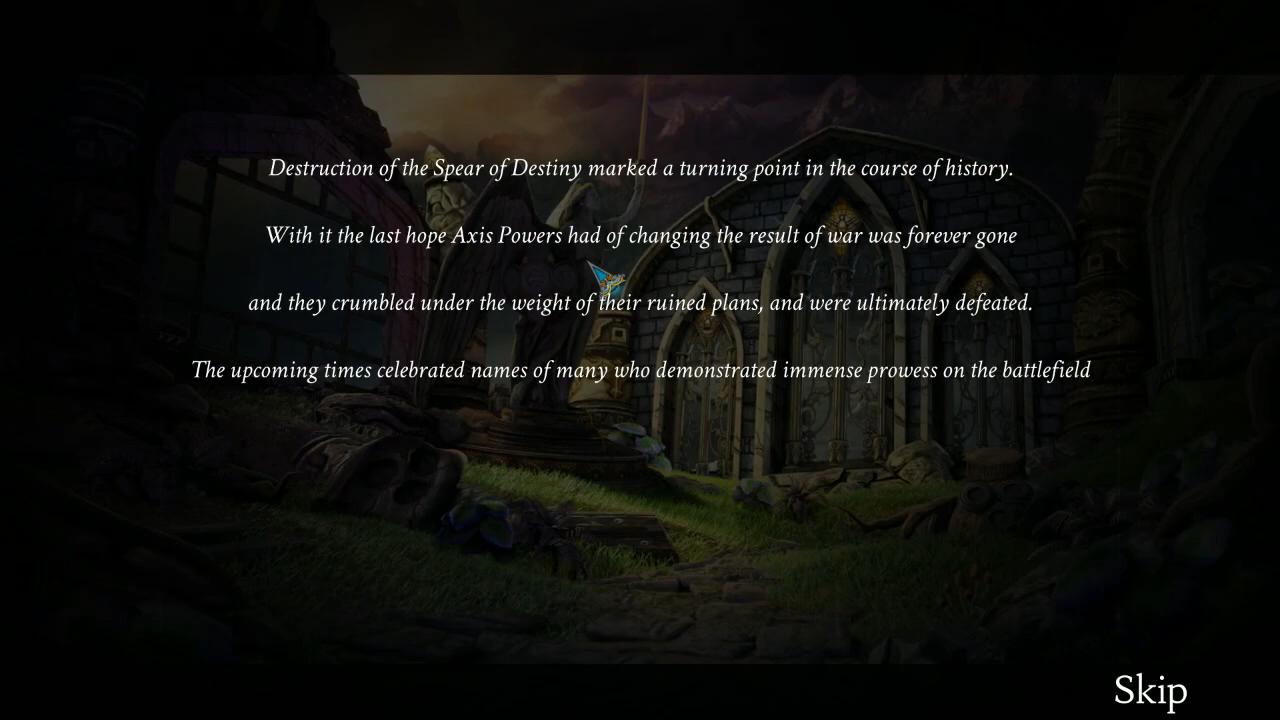 Destruction of the Spear of Destiny marked a turning point in the course of history.
With it the last hope Axis Powers had of changing the result of war was forever gone
and they crumbled under the weight of their ruined plans, and were ultimately defeated.
The upcoming times celebrated names of many who demonstrated immense prowess on the battlefield
Skip